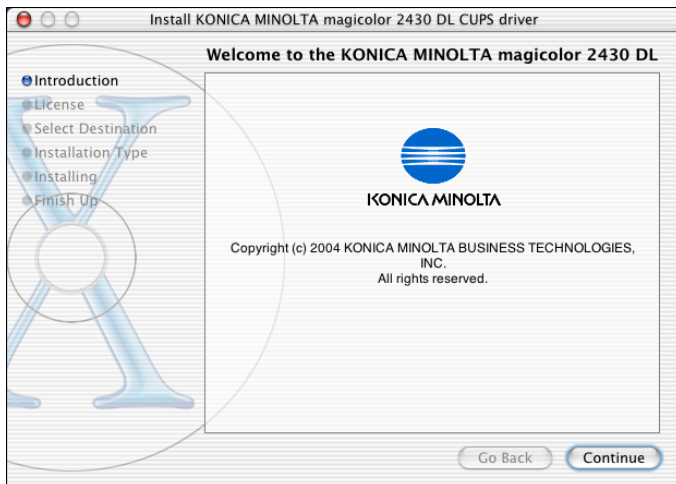 Install KONICA MINOLTA magicolor 2430 DL CUPS driver
Welcome to the KONICA MINOLTA magicolor 2430 DL
Introduction
License
Select Destination
Installation Type
Installing
Finish Up
KONICA MINOLTA
Copyright (c) 2004 KONICA MINOLTA BUSINESS TECHNOLOGIES,
INC.
All rights reserved.
Go Back
Continue